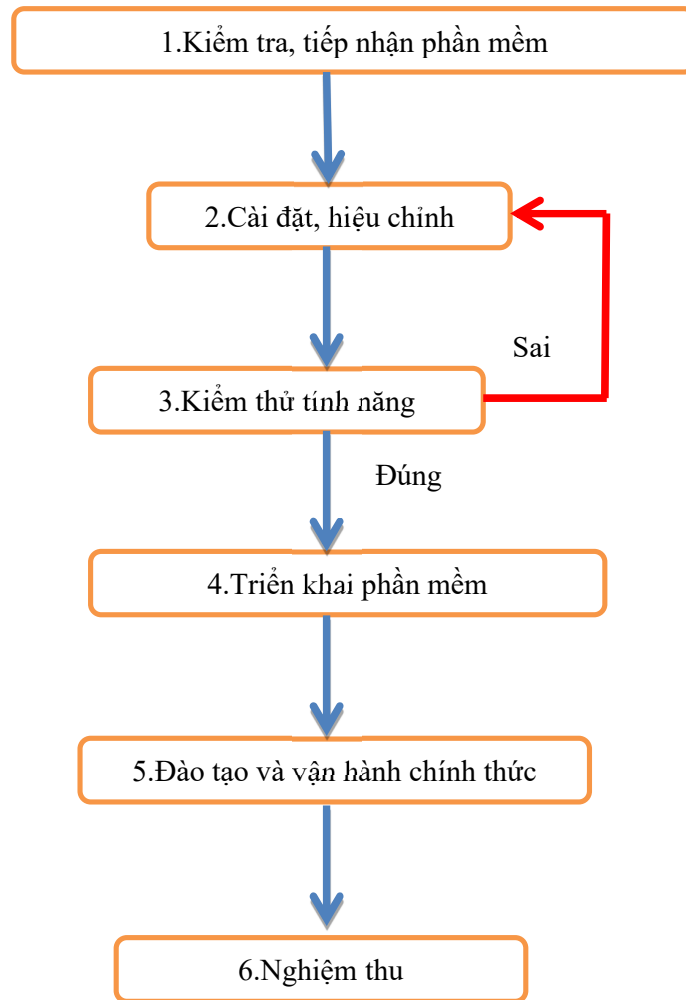 1.Kiểm tra, tiếp nhận phần mềm
2.Cài đặt, hiệu chỉnh
Sai
3.Kiểm thử tính năng
Đúng
4.Triển khai phần mềm
5.Đào tạo và vận hành chính thức
6.Nghiệm thu